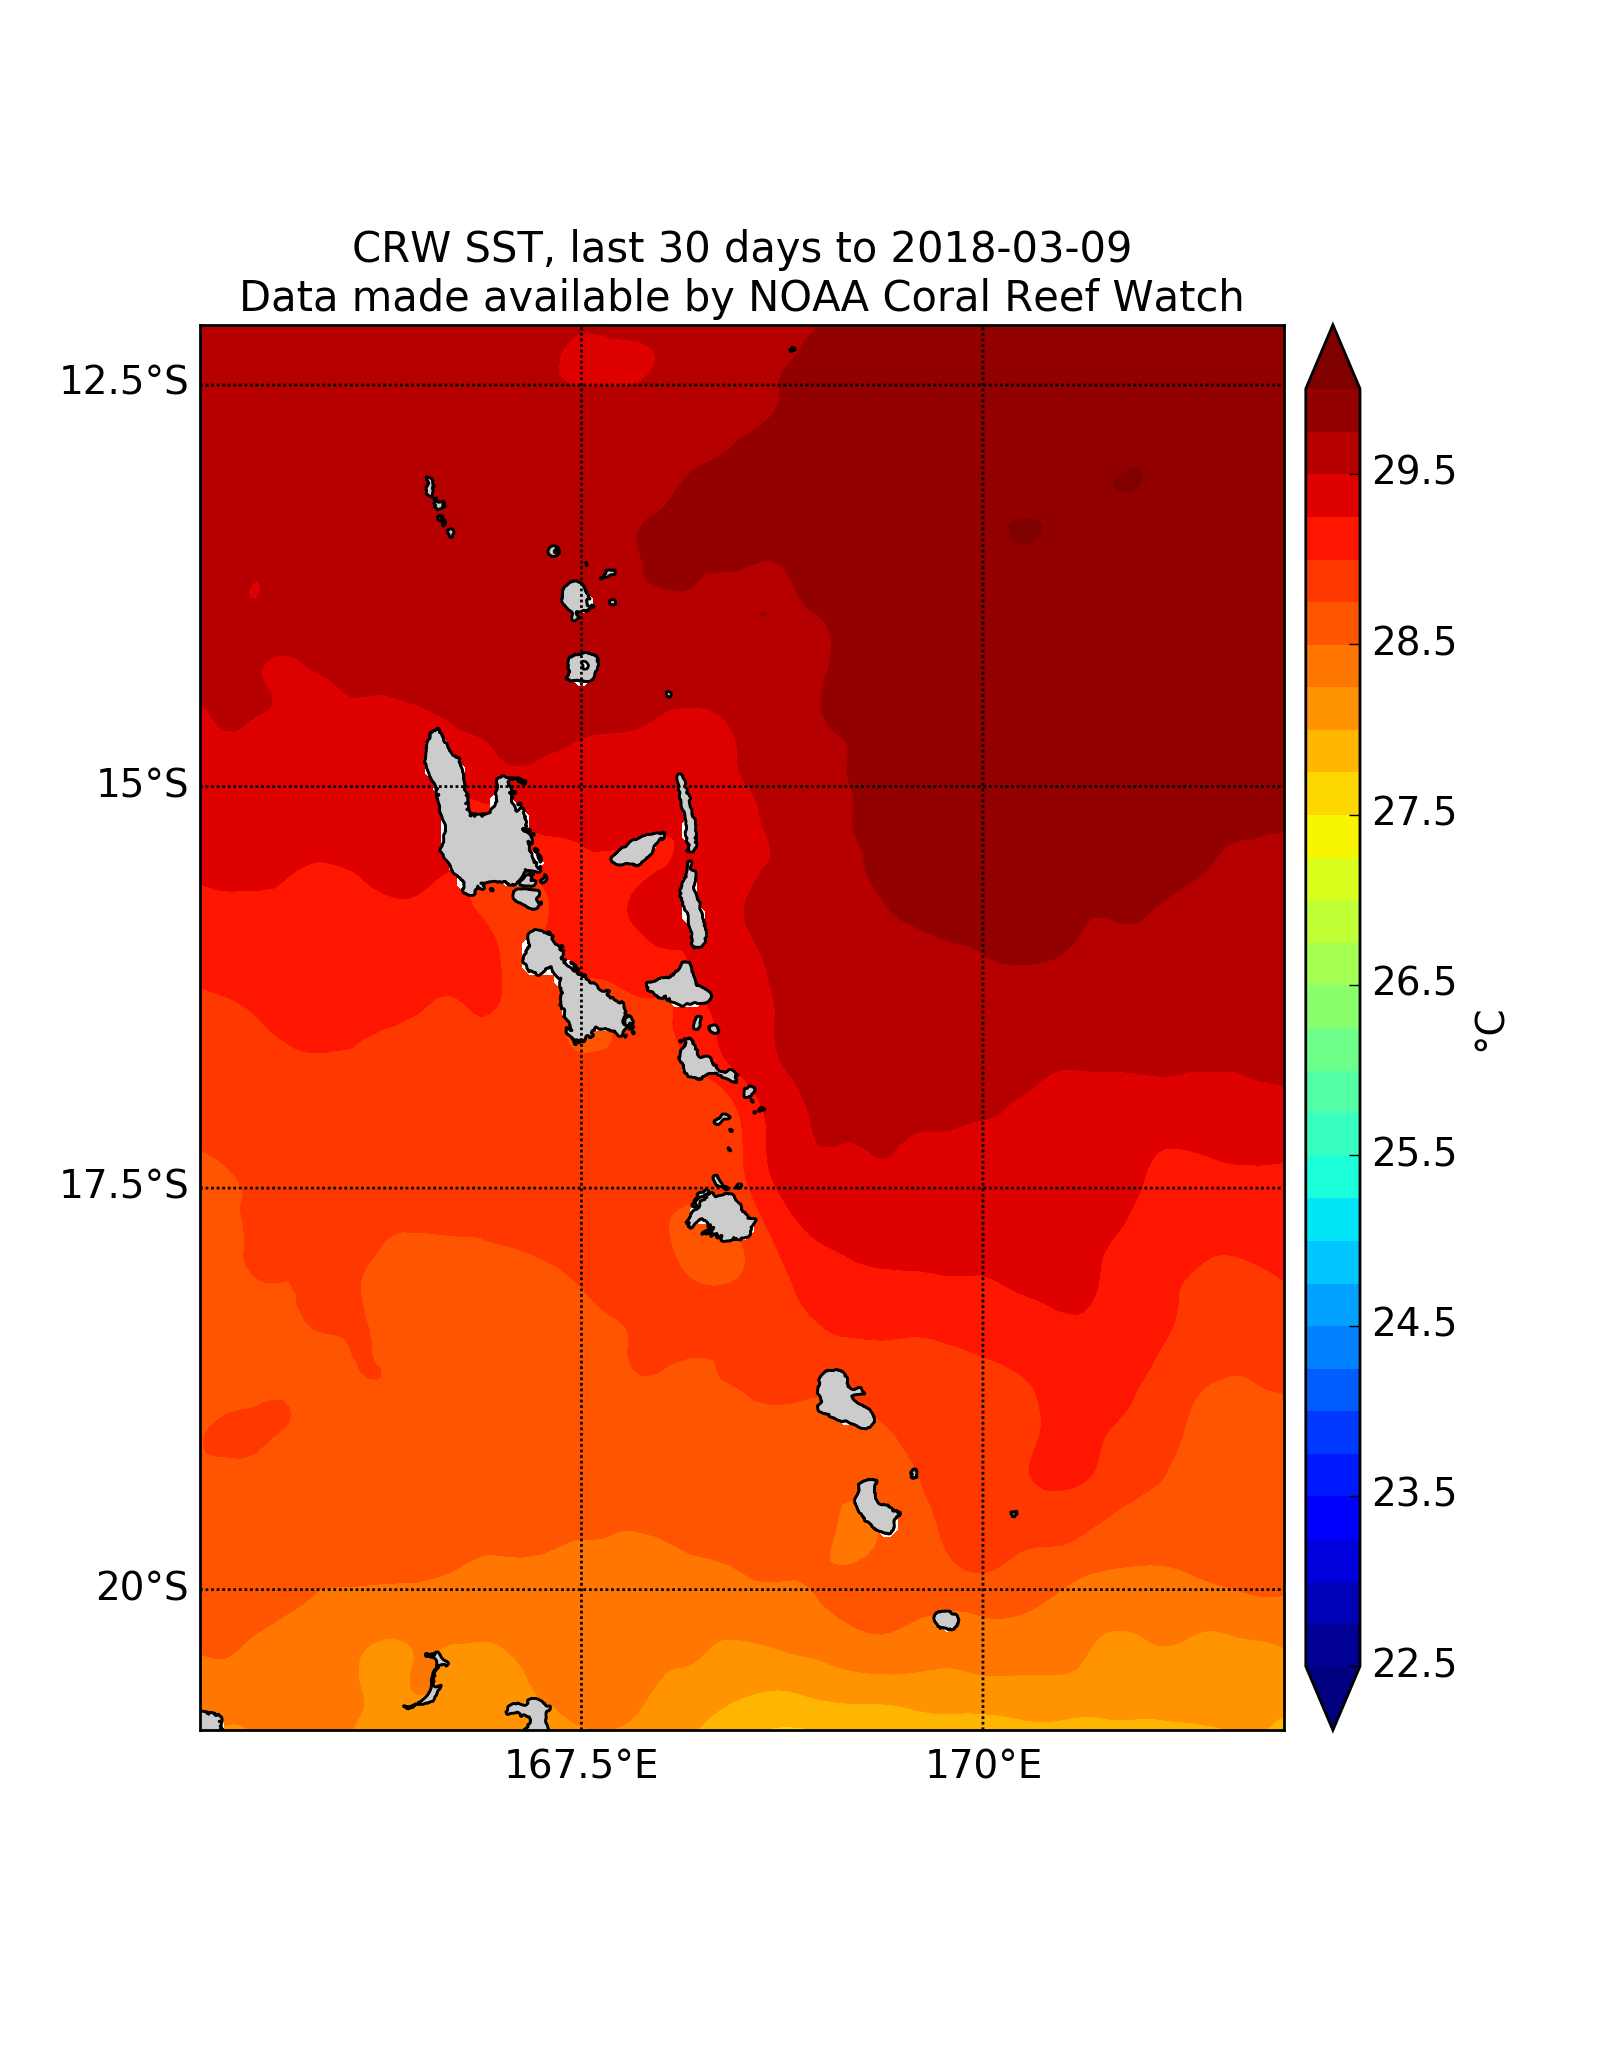 CRW SST, last 30 days to 2018-03-09
Data made available by NOAA Coral Reef Watch
12.5°S
15°S
17.5°S
20°S
167.5°E
170°E
29.5
28.5
27.5
26.5
25.5
24.5
23.5
22.5
°C